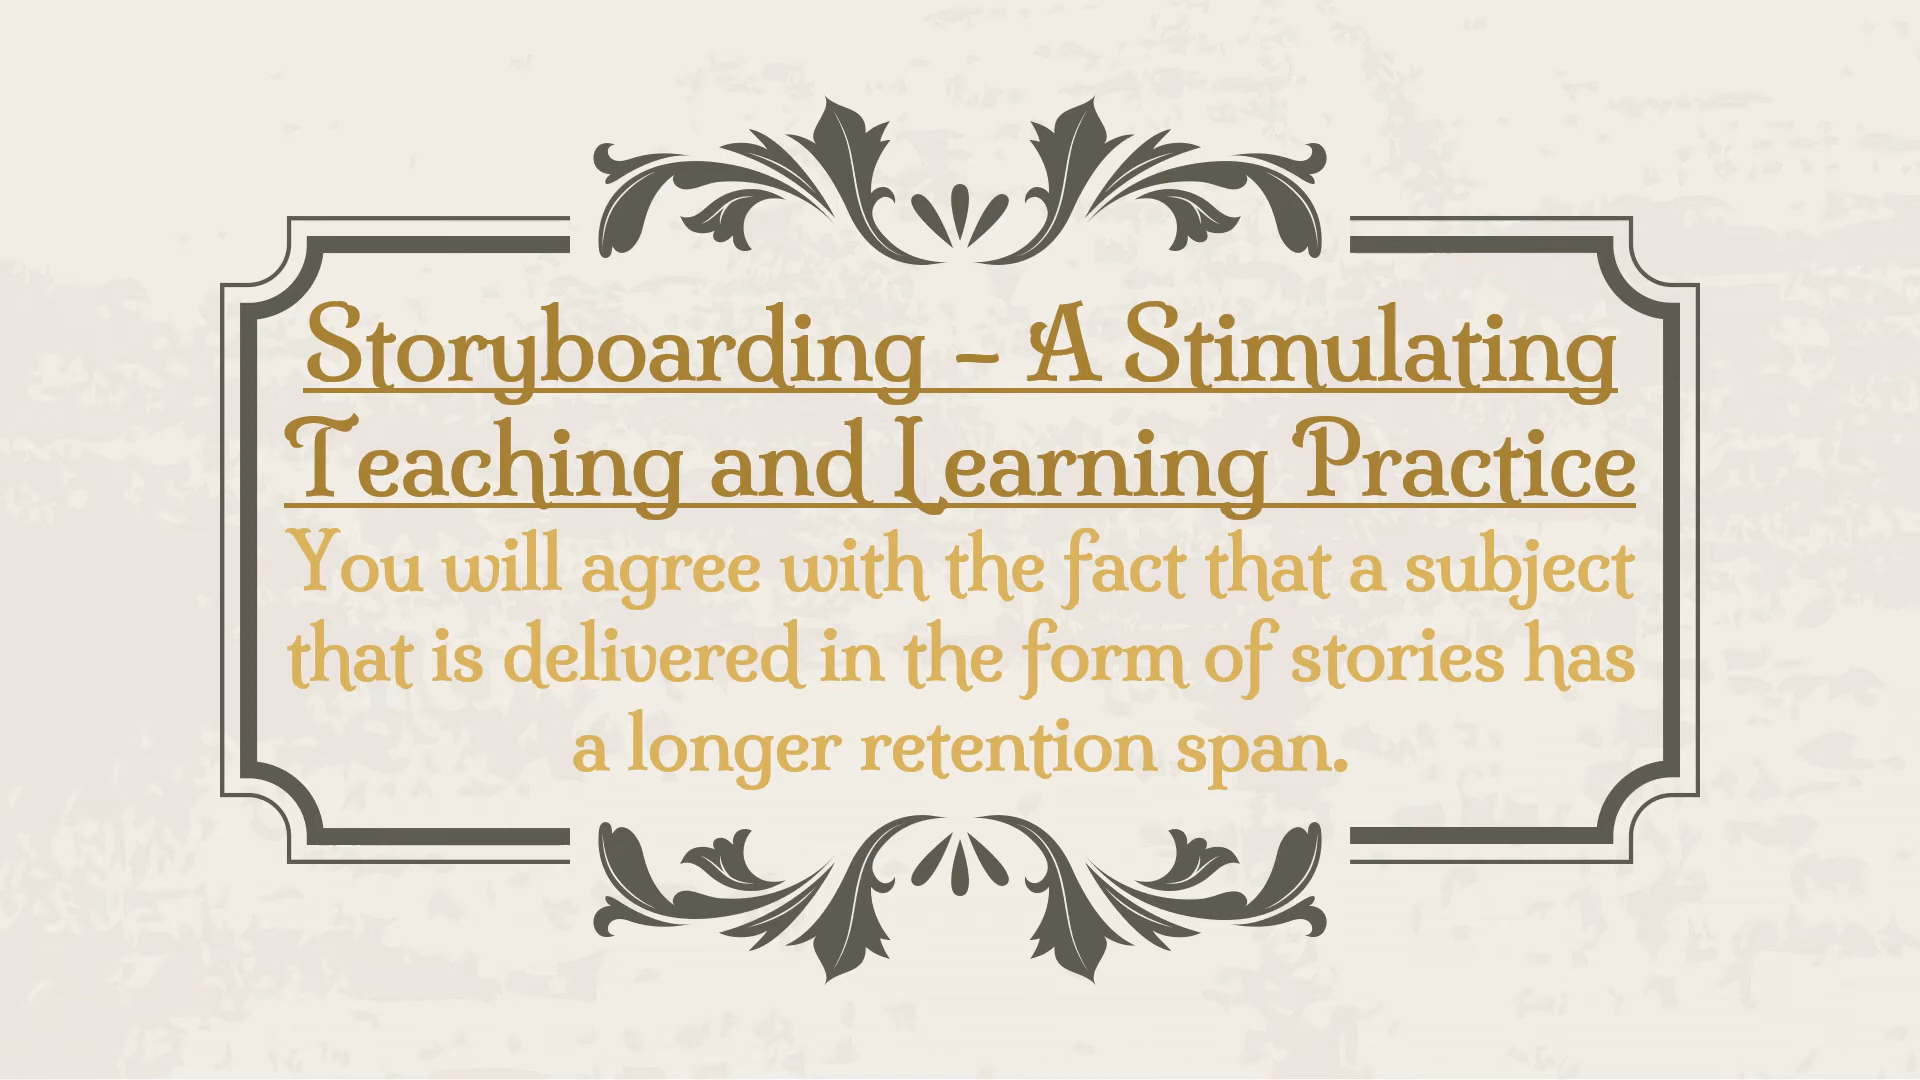 Storyboarding – A Stimulating
Teaching and Learning Practice
You will agree with the fact that a subject
that is delivered in the form of stories has
a longer retention span.